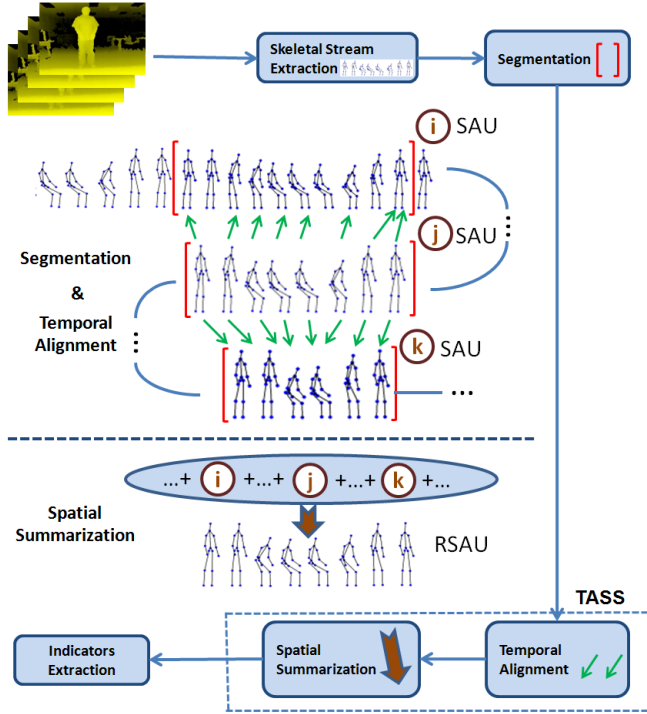 Skeletal Stream
Extraction
Segmentation [ ]
i SAU
j SAU
Segmentation
&
Temporal
Alignment
...
...
k SAU
...
...+ i +...+ j +...+ k +...
Spatial
Summarization
RSAU
TASS
Indicators
Extraction
Spatial
Summarization
Temporal
Alignment